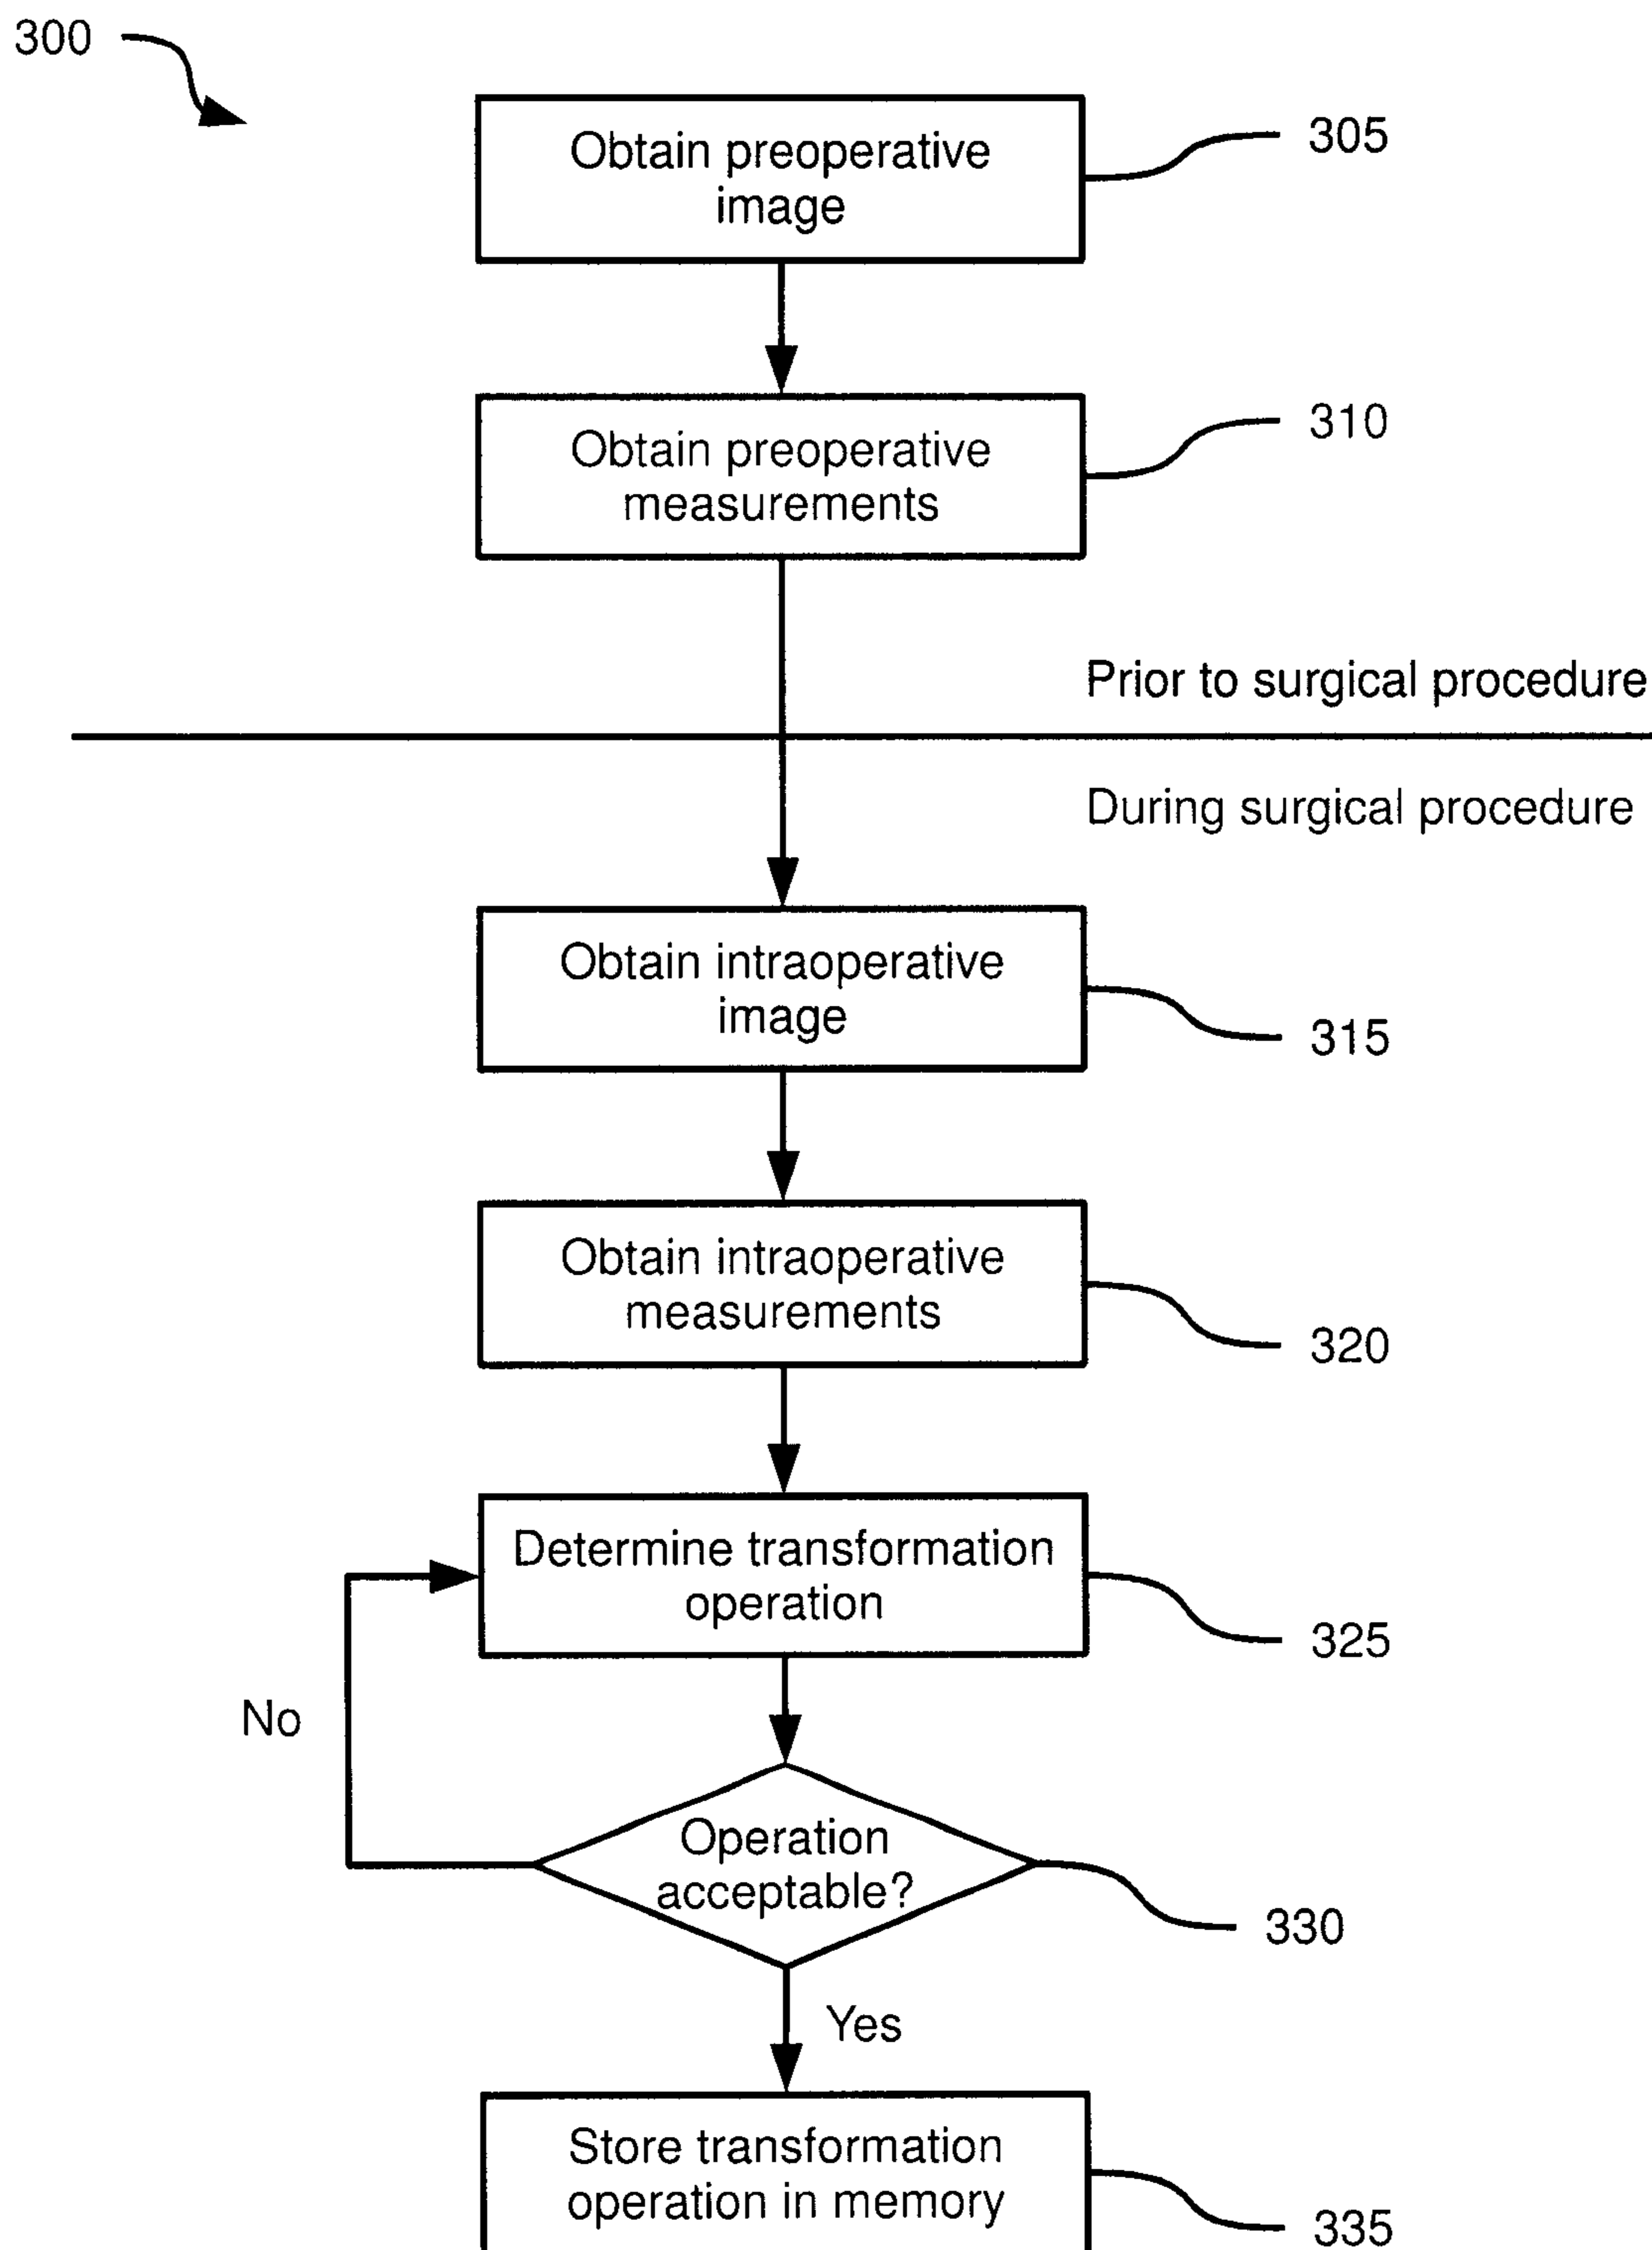 300
Obtain preoperative
image
305
Obtain preoperative
measurements
310
Prior to surgical procedure
During surgical procedure
Obtain intraoperative
image
315
Obtain intraoperative
measurements
320
Determine transformation
operation
325
No
Operation
acceptable?
330
Yes
Store transformation
operation in memory
335